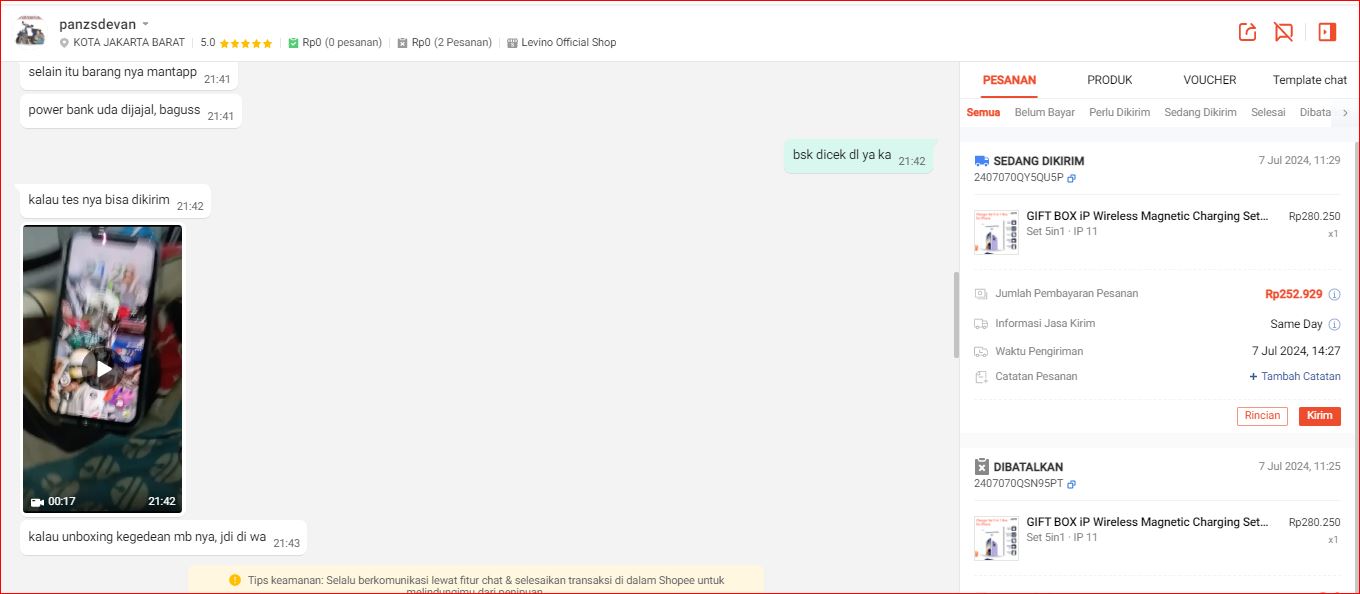 panzsdevan
KOTA JAKARTA BARAT 5.0 Rp0 (0 pesanan) Rp0 (2 Pesanan) Levino Official Shop
selain itu barang nya mantapp 21:41
power bank uda dijajal, baguss 21:41
bsk dicek dl ya ka 21:42
kalau tes nya bisa dikirim 21:42
00:17 21:42
kalau unboxing kegedean mb nya, jdi di wa 21:43
Tips keamanan: Selalu berkomunikasi lewat fitur chat & selesaikan transaksi di dalam Shopee untuk
melindungimu dari penipuan.
PESANAN PRODUK VOUCHER Template chat
Semua Belum Bayar Perlu Dikirim Sedang Dikirim Selesai Dibata
SEDANG DIKIRIM 7 Jul 2024, 11:29
2407070QY5QU5P
GIFT BOX iP Wireless Magnetic Charging Set... Rp280.250
Set 5in1 · IP 11 x1
Jumlah Pembayaran Pesanan Rp252.929
Informasi Jasa Kirim Same Day
Waktu Pengiriman 7 Jul 2024, 14:27
Catatan Pesanan + Tambah Catatan
Rincian Kirim
DIBATALKAN 7 Jul 2024, 11:25
2407070QSN95PT
GIFT BOX iP Wireless Magnetic Charging Set... Rp280.250
Set 5in1 · IP 11 x1